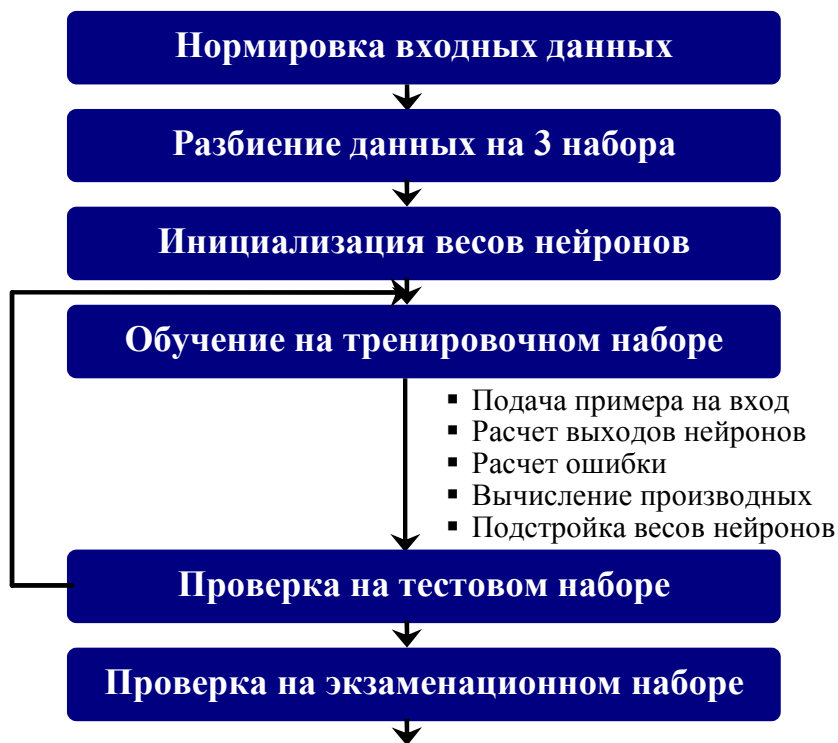 Нормировка входных данных
Разбиение данных на 3 набора
Инициализация весов нейронов
Обучение на тренировочном наборе
▪ Подача примера на вход
▪ Расчет выходов нейронов
▪ Расчет ошибки
▪ Вычисление производных
▪ Подстройка весов нейронов
Проверка на тестовом наборе
Проверка на экзаменационном наборе